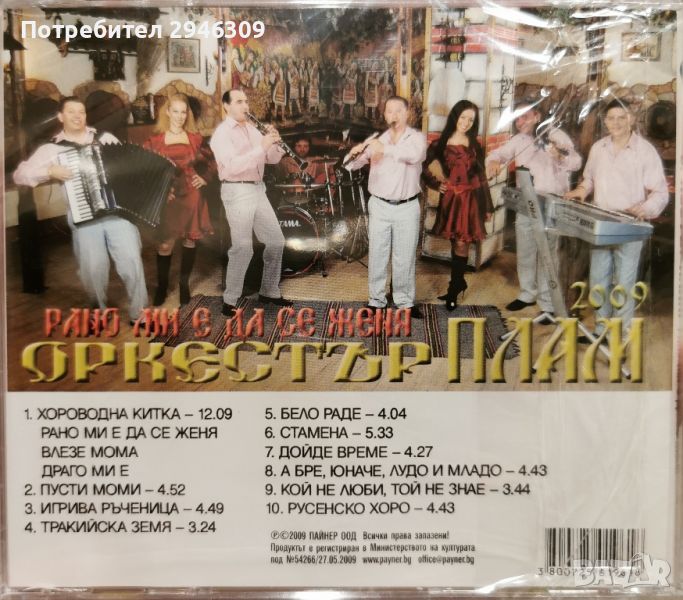 Потребител 2946309
TAMA
2009
РАНО МИ Е ДА СЕ ЖЕНЯ
ОРКЕСТЪР ПЛАМ
1. ХОРОВОДНА КИТКА – 12.09
РАНО МИ Е ДА СЕ ЖЕНЯ
ВЛЕЗЕ МОМА
ДРАГО МИ Е
2. ПУСТИ МОМИ – 4.52
3. ИГРИВА РЪЧЕНИЦА – 4.49
4. ТРАКИЙСКА ЗЕМЯ – 3.24
5. БЕЛО РАДЕ – 4.04
6. СТАМЕНА – 5.33
7. ДОЙДЕ ВРЕМЕ – 4.27
8. А БРЕ, ЮНАЧЕ, ЛУДО И МЛАДО – 4.43
9. КОЙ НЕ ЛЮБИ, ТОЙ НЕ ЗНАЕ – 3.44
10. РУСЕНСКО ХОРО – 4.43
Ⓟ©2009 ПАЙНЕР ООД Всички права запазени!
Продуктът е регистриран в Министерството на културата
под №54266/27.05.2009 www.payner.bg office@payner.bg
BAZAR